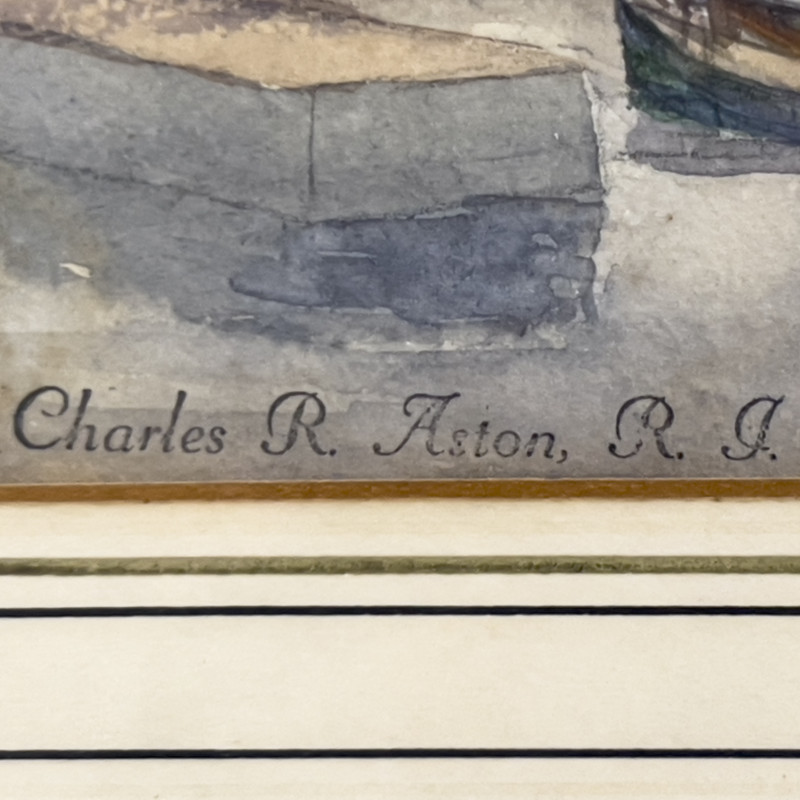 Charles R. Aston, R. I.